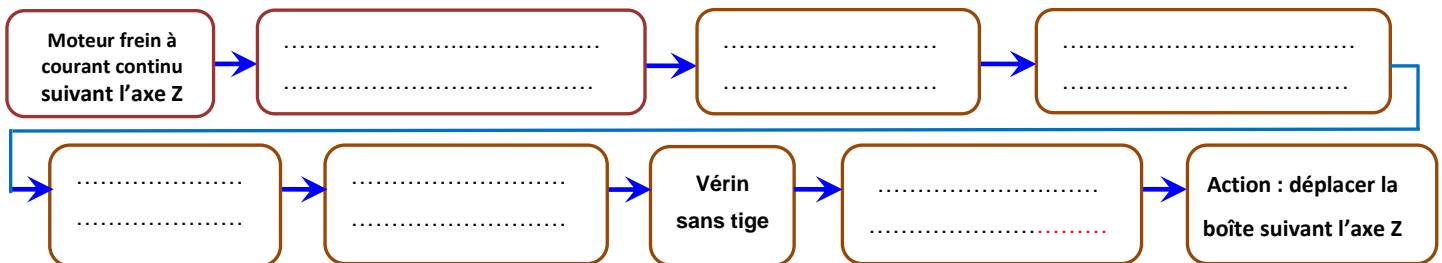 Moteur frein à
courant continu
suivant l’axe Z
……………………………………
……………………………………
………………………
………………………
…………………………………
…………………………………
…………………
…………………
…………………………
…………………………
Vérin
sans tige
………………………
…………………………
Action : déplacer la
boîte suivant l’axe Z